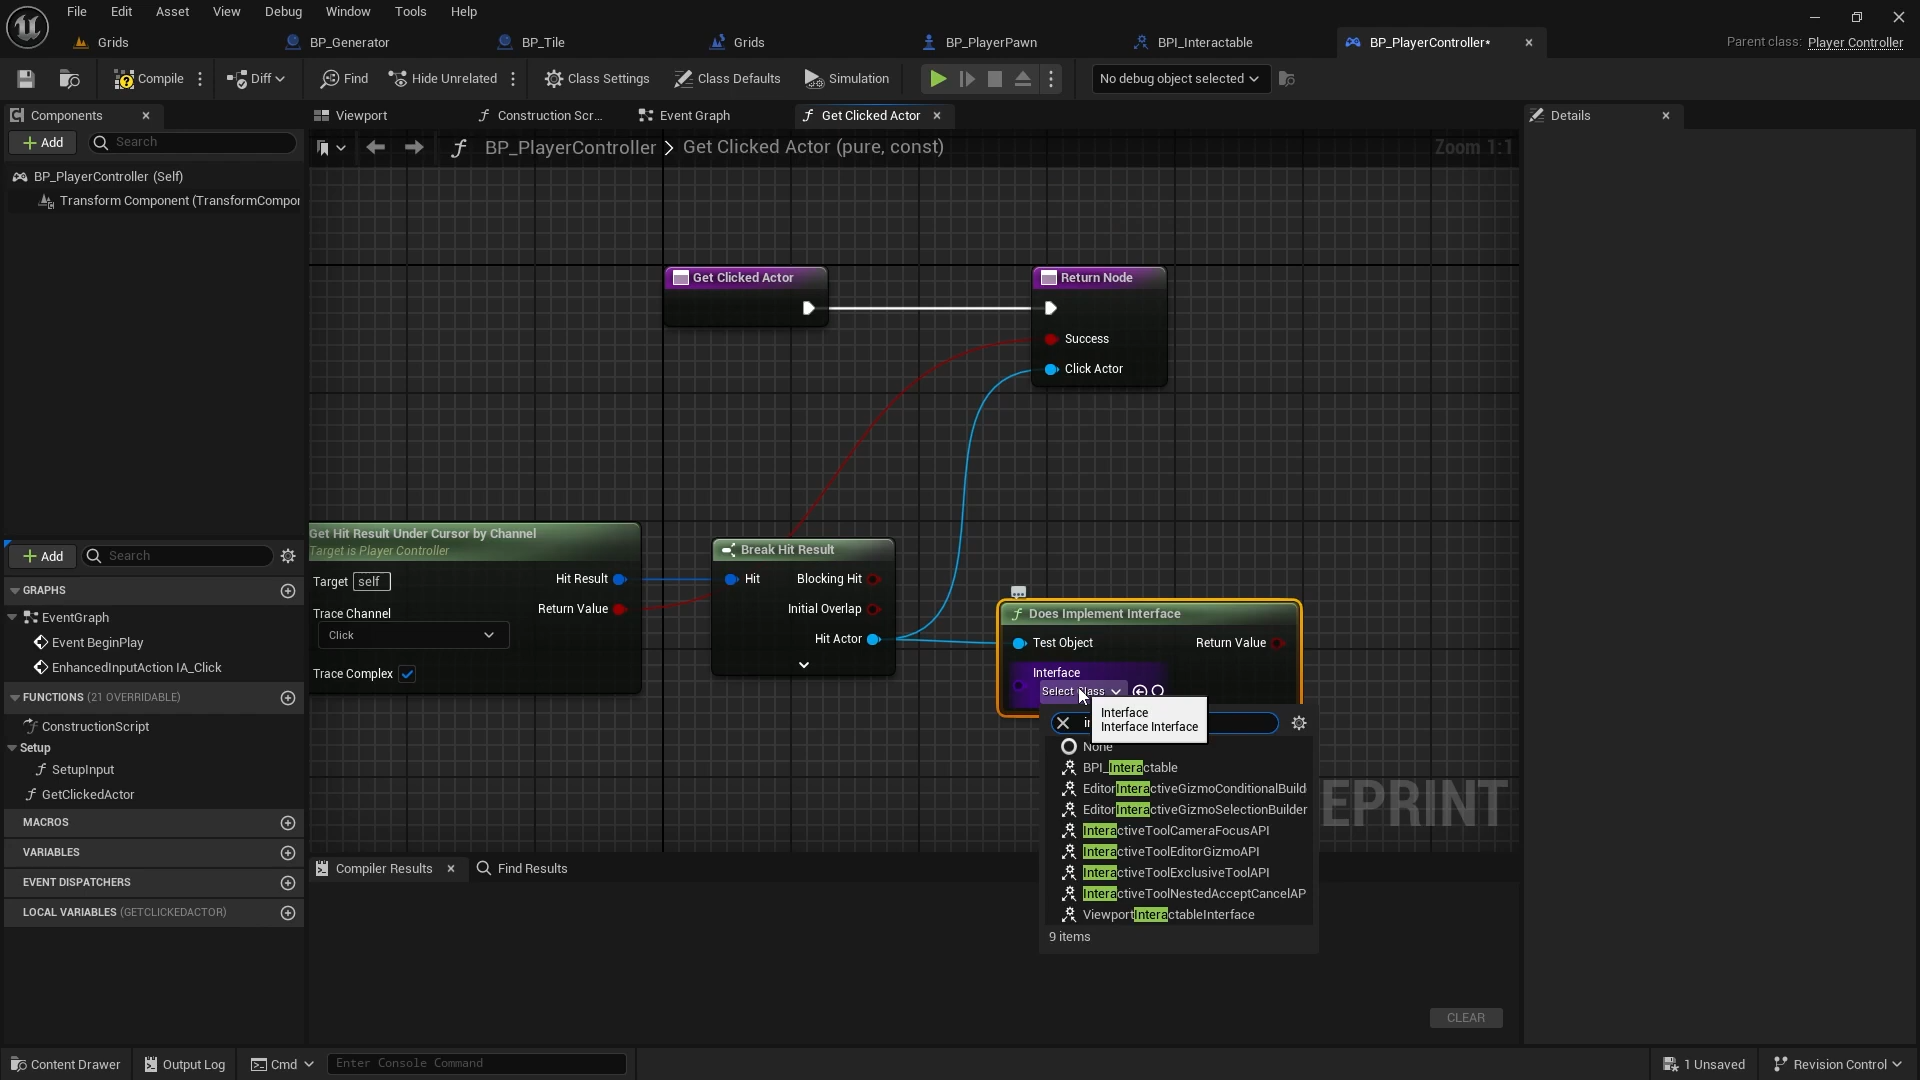 File Edit Asset View Debug Window Tools Help
Grids BP_Generator BP_Tile Grids BP_PlayerPawn BPI_Interactable BP_PlayerController* Parent class: Player Controller
Compile Diff Find Hide Unrelated Class Settings Class Defaults Simulation No debug object selected
Components Viewport Construction Scr... Event Graph Get Clicked Actor Details
Add Search
BP_PlayerController > Get Clicked Actor (pure, const) Zoom 1:1
BP_PlayerController (Self)
Transform Component (TransformCompor
Get Clicked Actor
Return Node
Success
Click Actor
Get Hit Result Under Cursor by Channel
Target is Player Controller
Target self
Hit Result
Return Value
Trace Channel
Click
Trace Complex
Break Hit Result
Hit Blocking Hit
Initial Overlap
Hit Actor
Does Implement Interface
Test Object Return Value
Interface
Interface
Interface Interface
None
BPI_Interactable
EditorInteractiveGizmoConditionalBuild
EditorInteractiveGizmoSelectionBuilder
InteractiveToolCameraFocusAPI
InteractiveToolEditorGizmoAPI
InteractiveToolExclusiveToolAPI
InteractiveToolNestedAcceptCancelAP
ViewportInteractableInterface
9 items
EPRINT
Add Search
GRAPHS
EventGraph
Event BeginPlay
EnhancedInputAction IA_Click
FUNCTIONS (21 OVERRIDABLE)
ConstructionScript
Setup
SetupInput
GetClickedActor
MACROS
VARIABLES
EVENT DISPATCHERS
LOCAL VARIABLES (GETCLICKEDACTOR)
Compiler Results Find Results
CLEAR
Content Drawer Output Log Cmd Enter Console Command 1 Unsaved Revision Control